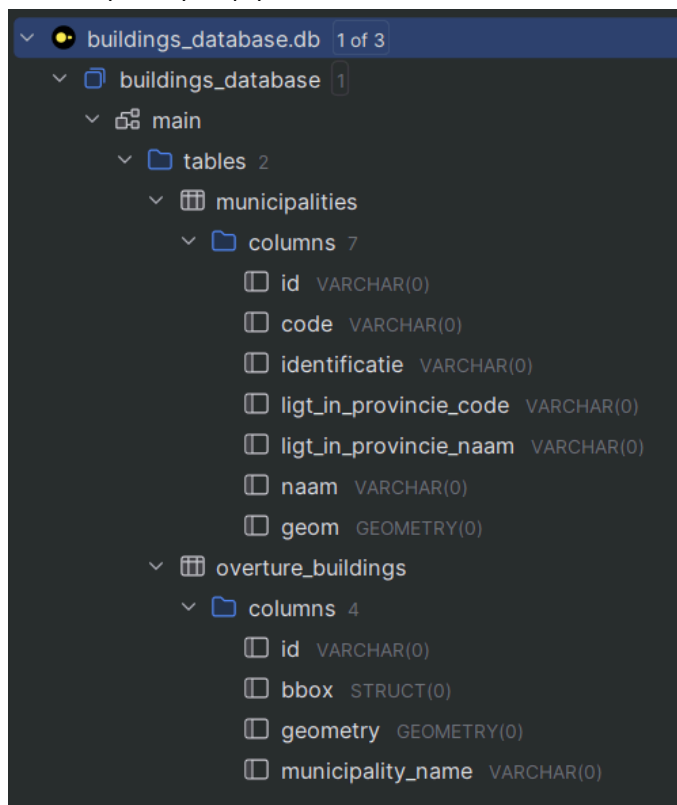 buildings_database.db 1 of 3
buildings_database 1
main
tables 2
municipalities
columns 7
id VARCHAR(0)
code VARCHAR(0)
identificatie VARCHAR(0)
ligt_in_provincie_code VARCHAR(0)
ligt_in_provincie_naam VARCHAR(0)
naam VARCHAR(0)
geom GEOMETRY(0)
overture_buildings
columns 4
id VARCHAR(0)
bbox STRUCT(0)
geometry GEOMETRY(0)
municipality_name VARCHAR(0)